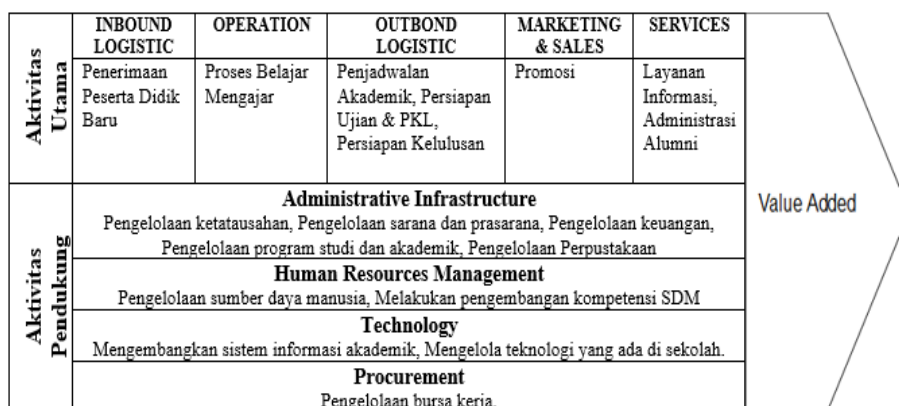 Aktivitas
Utama
INBOUND
LOGISTIC
OPERATION
OUTBOND
LOGISTIC
MARKETING
& SALES
SERVICES
Penerimaan
Peserta Didik
Baru
Proses Belajar
Mengajar
Penjadwalan
Akademik, Persiapan
Ujian & PKL,
Persiapan Kelulusan
Promosi
Layanan
Informasi,
Administrasi
Alumni
Aktivitas
Pendukung
Administrative Infrastructure
Pengelolaan ketatausahan, Pengelolaan sarana dan prasarana, Pengelolaan keuangan,
Pengelolaan program studi dan akademik, Pengelolaan Perpustakaan
Human Resources Management
Pengelolaan sumber daya manusia, Melakukan pengembangan kompetensi SDM
Technology
Mengembangkan sistem informasi akademik, Mengelola teknologi yang ada di sekolah.
Procurement
Pengelolaan bursa kerja.
Value Added